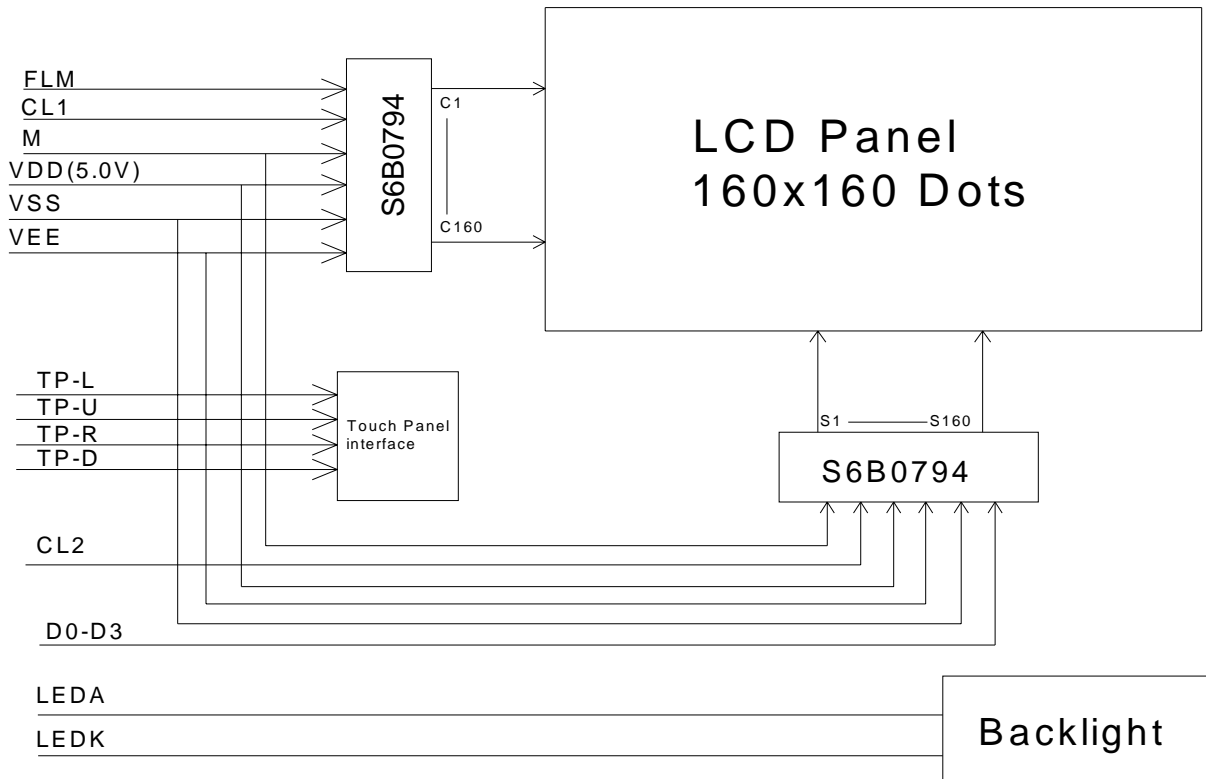 FLM
CL1
M
VDD(5.0V)
VSS
VEE
S6B0794
C1
C160
LCD Panel
160x160 Dots
TP-L
TP-U
TP-R
TP-D
Touch Panel
interface
S1
S160
S6B0794
CL2
D0-D3
LEDA
LEDK
Backlight